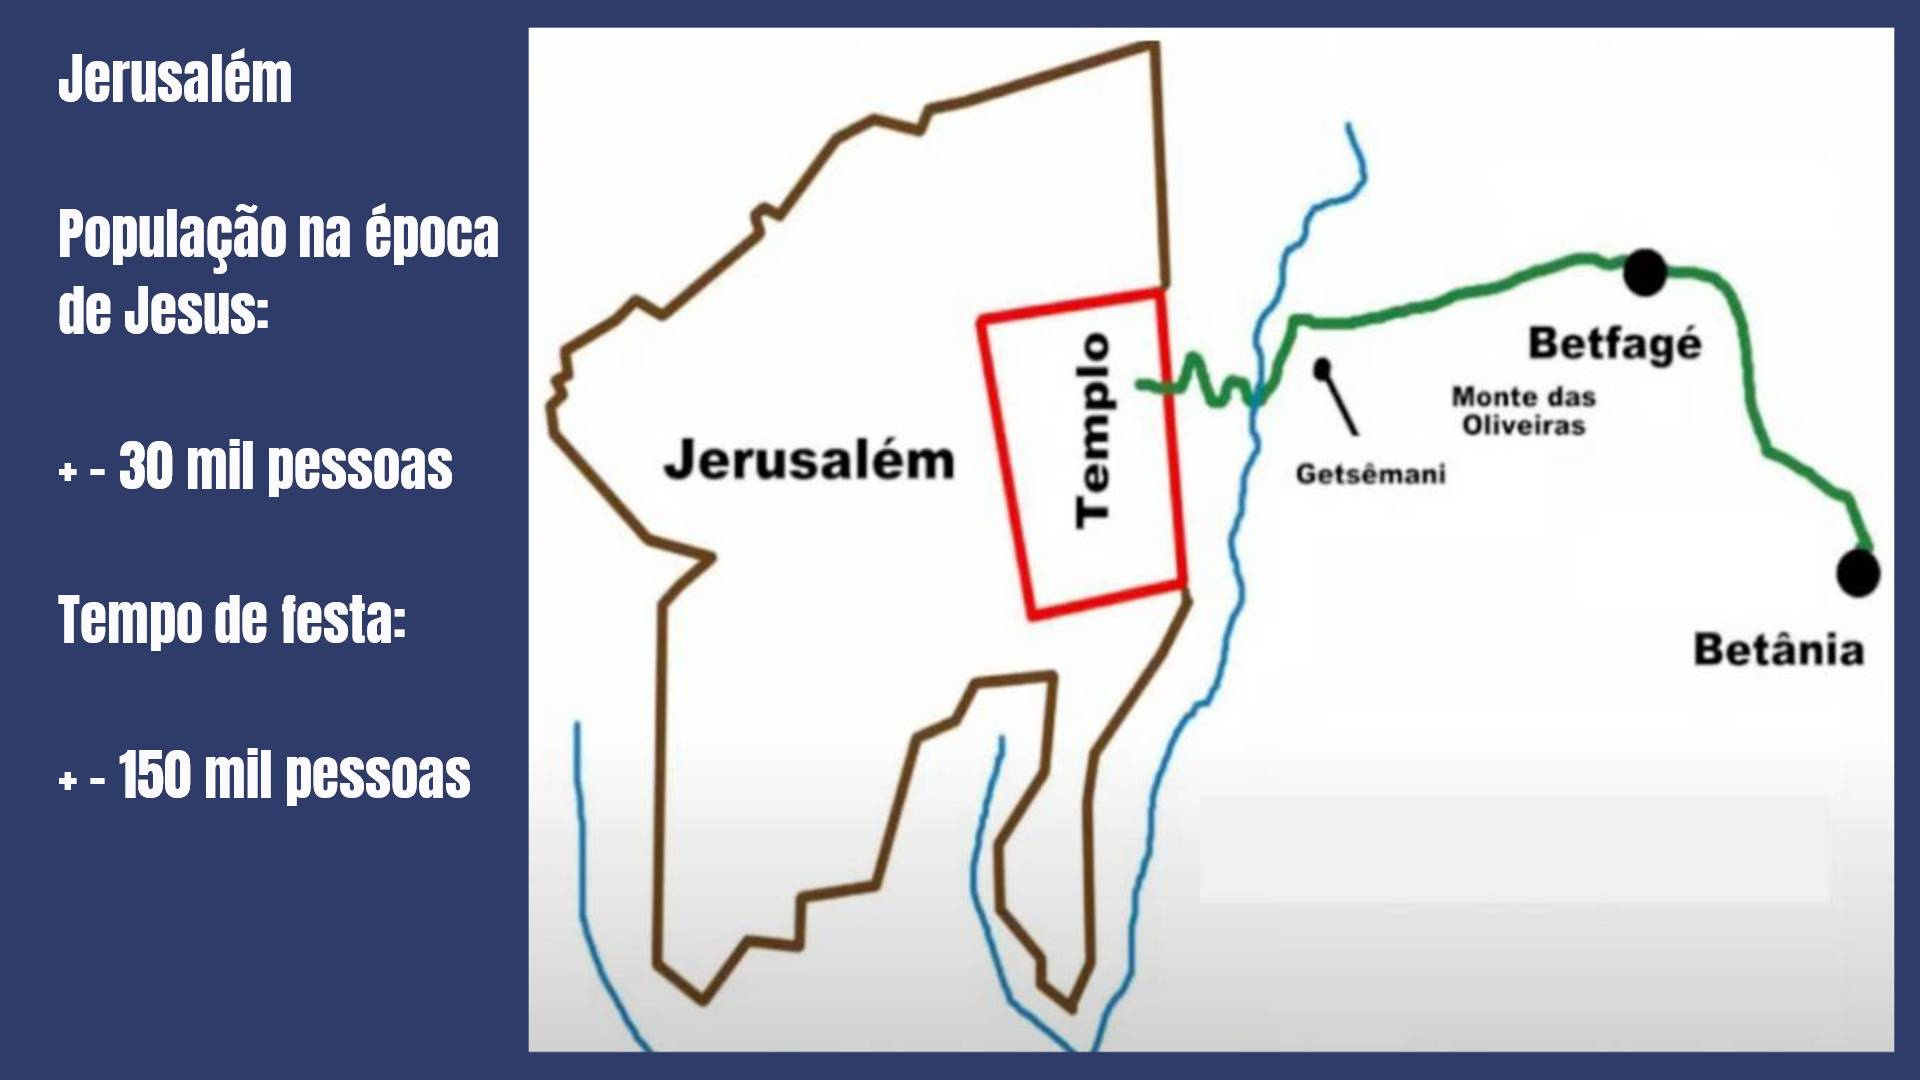 Jerusalém
População na época
de Jesus:
+ - 30 mil pessoas
Tempo de festa:
+ - 150 mil pessoas
Jerusalém
Templo
Betfagé
Monte das
Oliveiras
Getsêmani
Betânia